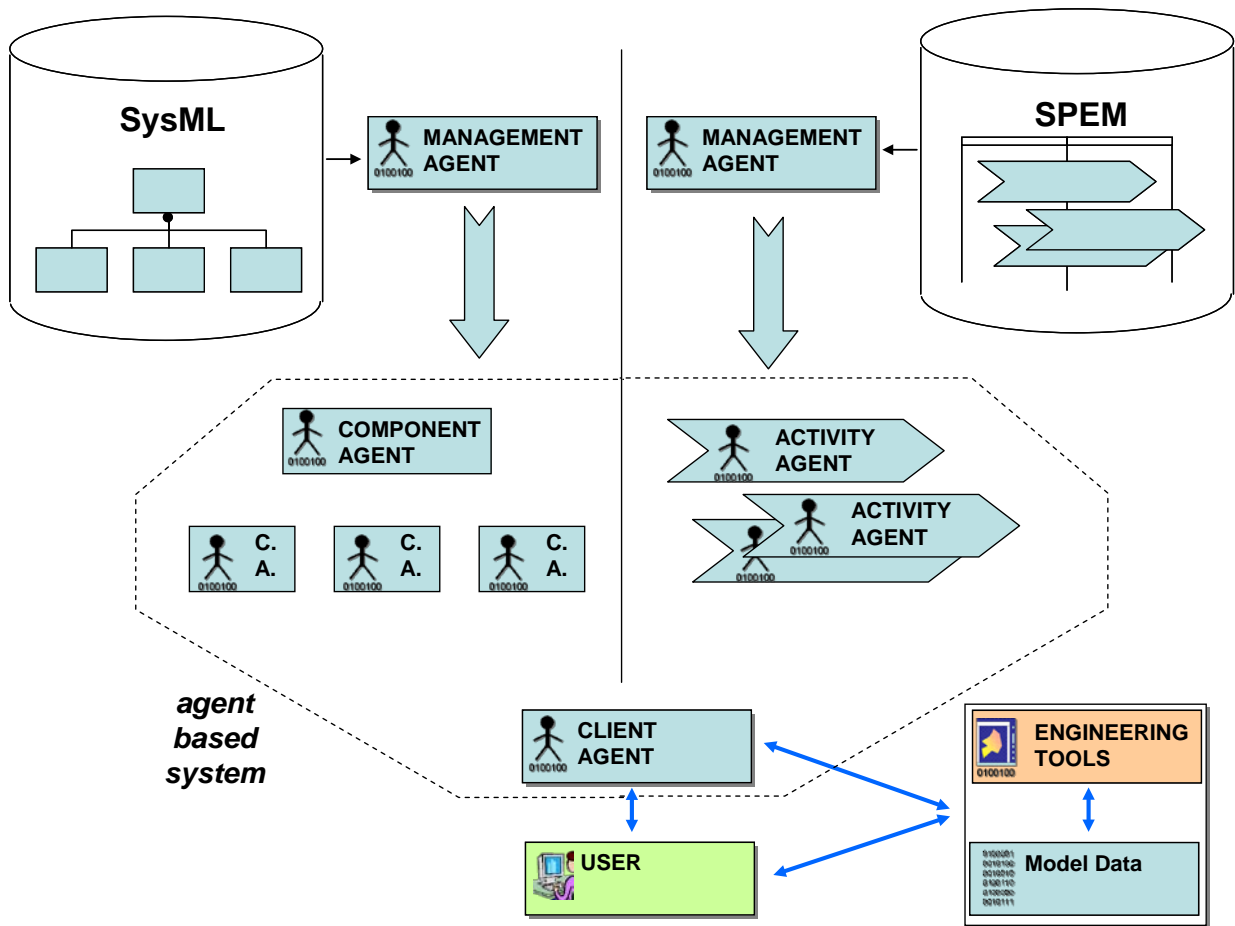 SysML
MANAGEMENT
AGENT
0100100
MANAGEMENT
AGENT
0100100
SPEM
COMPONENT
AGENT
0100100
ACTIVITY
AGENT
0100100
ACTIVITY
AGENT
0100100
0100100
C.
A.
0100100
C.
A.
0100100
C.
A.
0100100
agent
based
system
CLIENT
AGENT
0100100
ENGINEERING
TOOLS
0100100
USER
Model Data